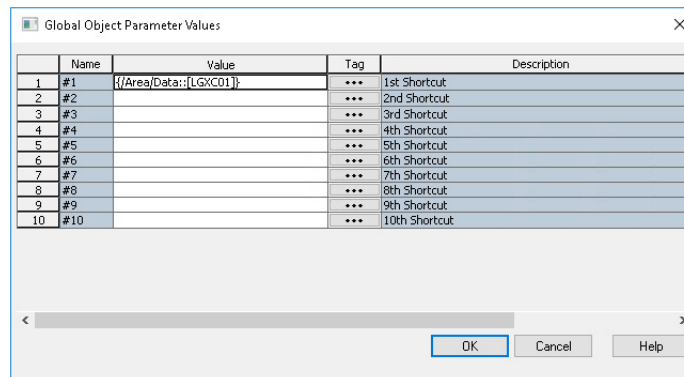 Global Object Parameter Values
Name Value Tag Description
1 #1 {/Area/Data::[LGXC01]} ... 1st Shortcut
2 #2 ... 2nd Shortcut
3 #3 ... 3rd Shortcut
4 #4 ... 4th Shortcut
5 #5 ... 5th Shortcut
6 #6 ... 6th Shortcut
7 #7 ... 7th Shortcut
8 #8 ... 8th Shortcut
9 #9 ... 9th Shortcut
10 #10 ... 10th Shortcut
OK Cancel Help